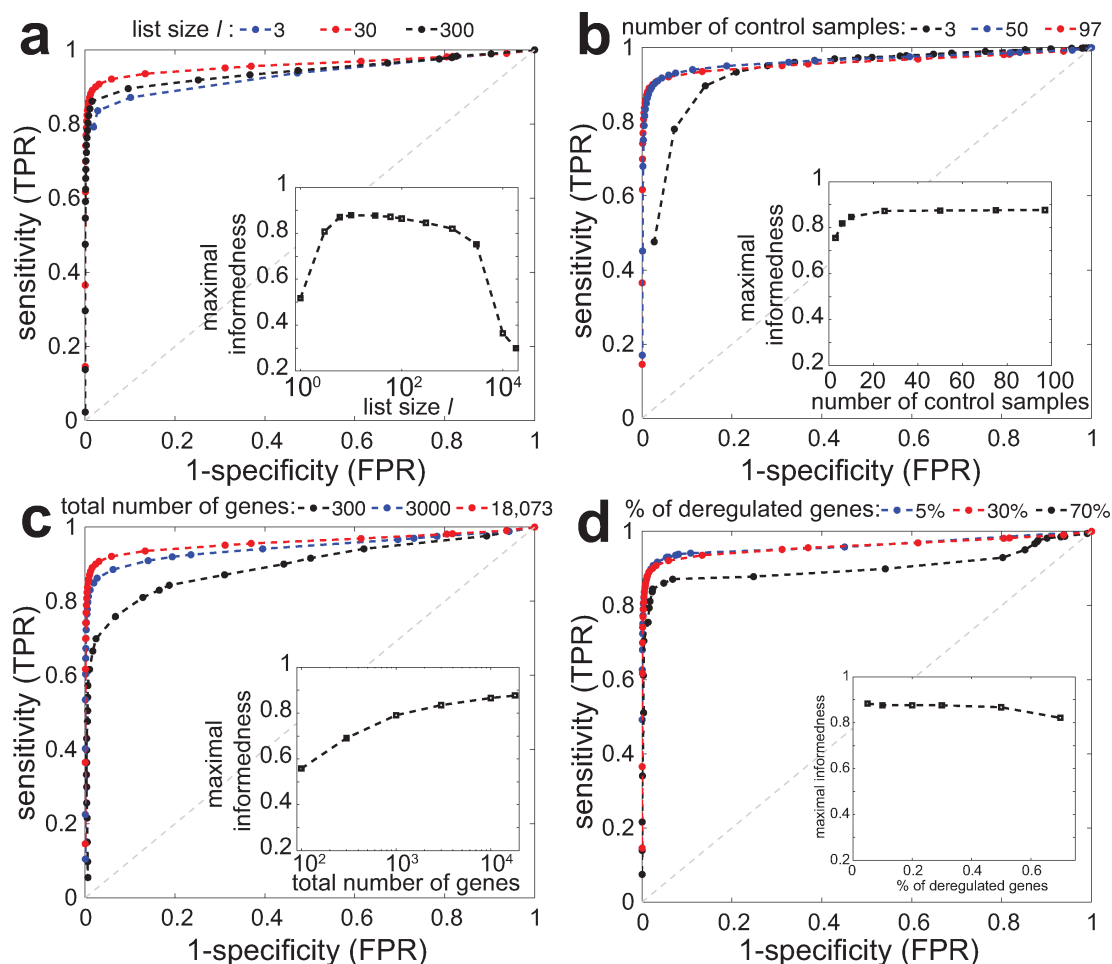 a
list size l : 3 30 300
1
0.8
0.6
0.4
0.2
0
0 0.2 0.4 0.6 0.8 1
sensitivity (TPR)
1-specificity (FPR)
1
0.8
0.6
0.4
0.2
maximal
informedness
10^0 10^2 10^4
list size l
b
number of control samples: 3 50 97
1
0.8
0.6
0.4
0.2
0
0 0.2 0.4 0.6 0.8 1
sensitivity (TPR)
1-specificity (FPR)
1
0.8
0.6
0.4
0.2
maximal
informedness
0 20 40 60 80 100
number of control samples
c
total number of genes: 300 3000 18,073
1
0.8
0.6
0.4
0.2
0
0 0.2 0.4 0.6 0.8 1
sensitivity (TPR)
1-specificity (FPR)
1
0.8
0.6
0.4
0.2
maximal
informedness
10^2 10^3 10^4
total number of genes
d
% of deregulated genes: 5% 30% 70%
1
0.8
0.6
0.4
0.2
0
0 0.2 0.4 0.6 0.8 1
sensitivity (TPR)
1-specificity (FPR)
1
0.8
0.6
0.4
0.2
maximal informedness
0 0.2 0.4 0.6
% of deregulated genes